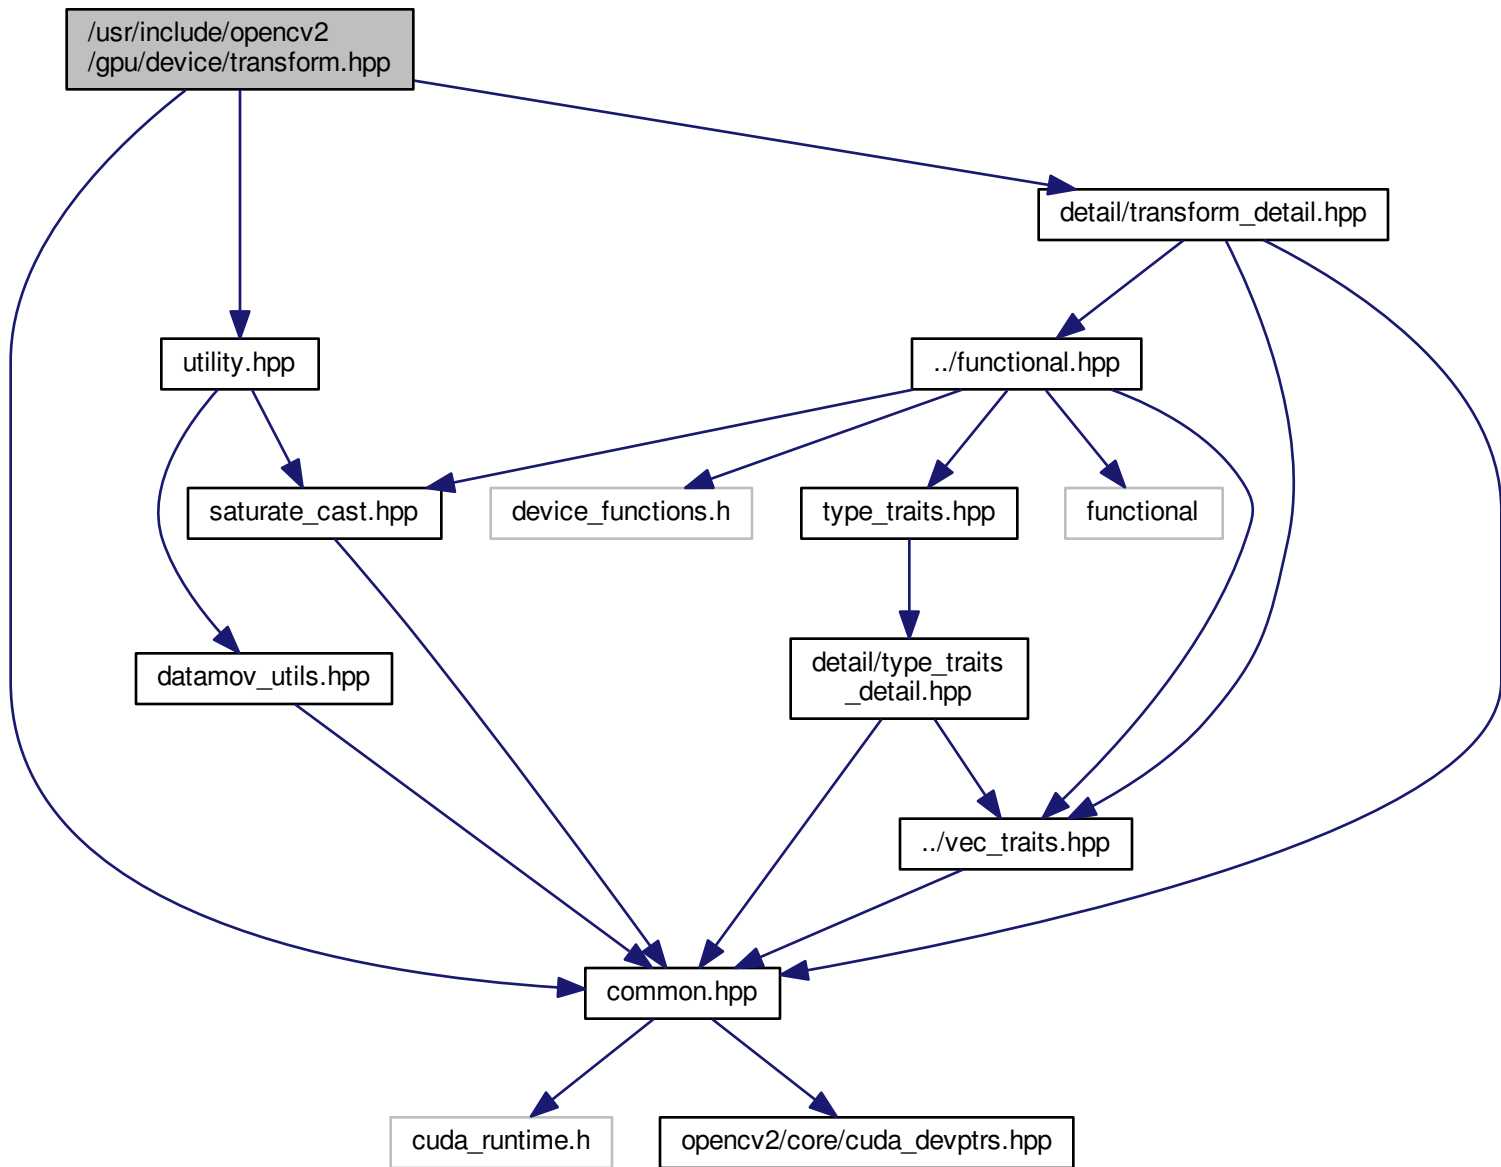 /usr/include/opencv2
/gpu/device/transform.hpp
detail/transform_detail.hpp
utility.hpp
../functional.hpp
saturate_cast.hpp
device_functions.h
type_traits.hpp
functional
datamov_utils.hpp
detail/type_traits
_detail.hpp
../vec_traits.hpp
common.hpp
cuda_runtime.h
opencv2/core/cuda_devptrs.hpp